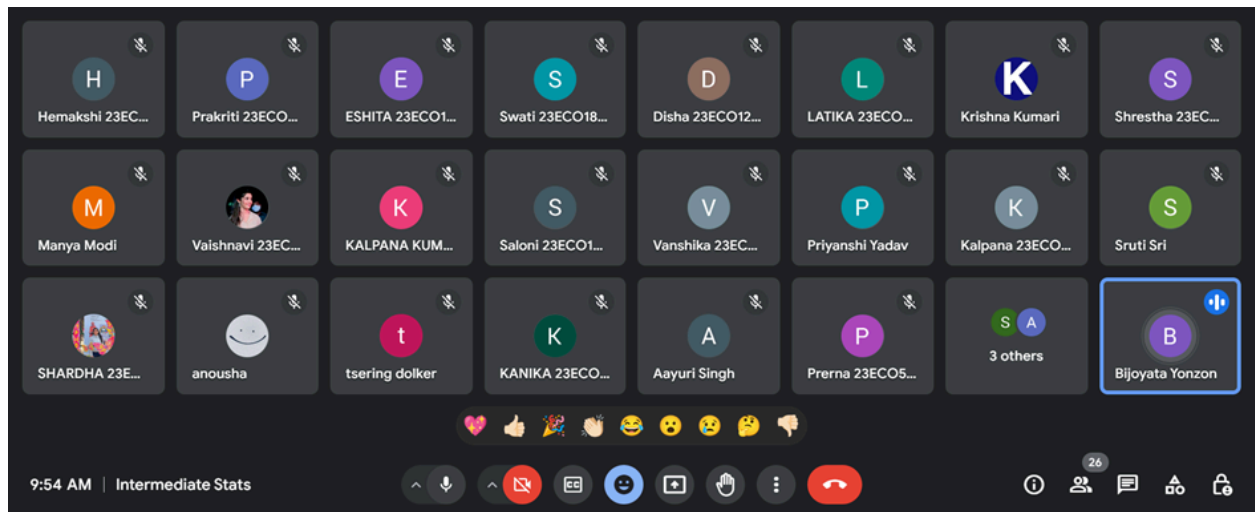 H
Hemakshi 23EC...
P
Prakriti 23ECO...
E
ESHITA 23ECO1...
S
Swati 23ECO18...
D
Disha 23ECO12...
L
LATIKA 23ECO...
K
Krishna Kumari
S
Shrestha 23EC...
M
Manya Modi
Vaishnavi 23EC...
K
KALPANA KUM...
S
Saloni 23ECO1...
V
Vanshika 23EC...
P
Priyanshi Yadav
K
Kalpana 23ECO...
S
Sruti Sri
SHARDHA 23E...
anousha
t
tsering dolker
K
KANIKA 23ECO...
A
Aayuri Singh
P
Prerna 23ECO5...
S A
3 others
B
Bijoyata Yonzon
9:54 AM | Intermediate Stats
CC
26